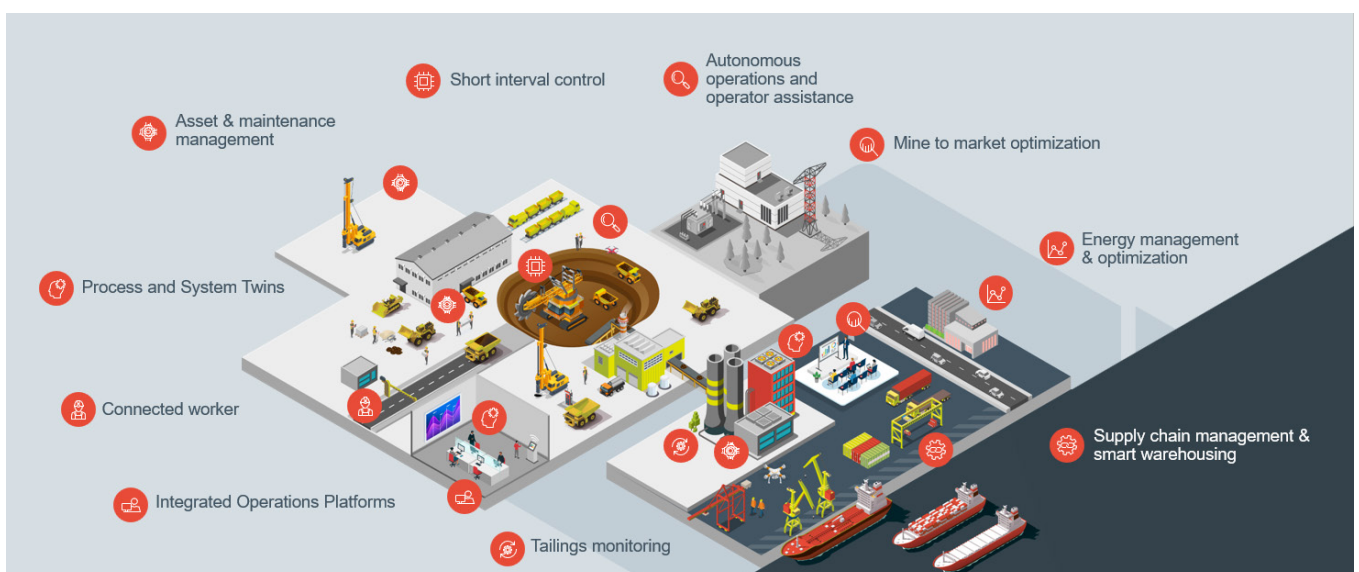 Short interval control
Autonomous
operations and
operator assistance
Asset & maintenance
management
Mine to market optimization
Energy management
& optimization
Process and System Twins
Connected worker
Supply chain management &
smart warehousing
Integrated Operations Platforms
Tailings monitoring